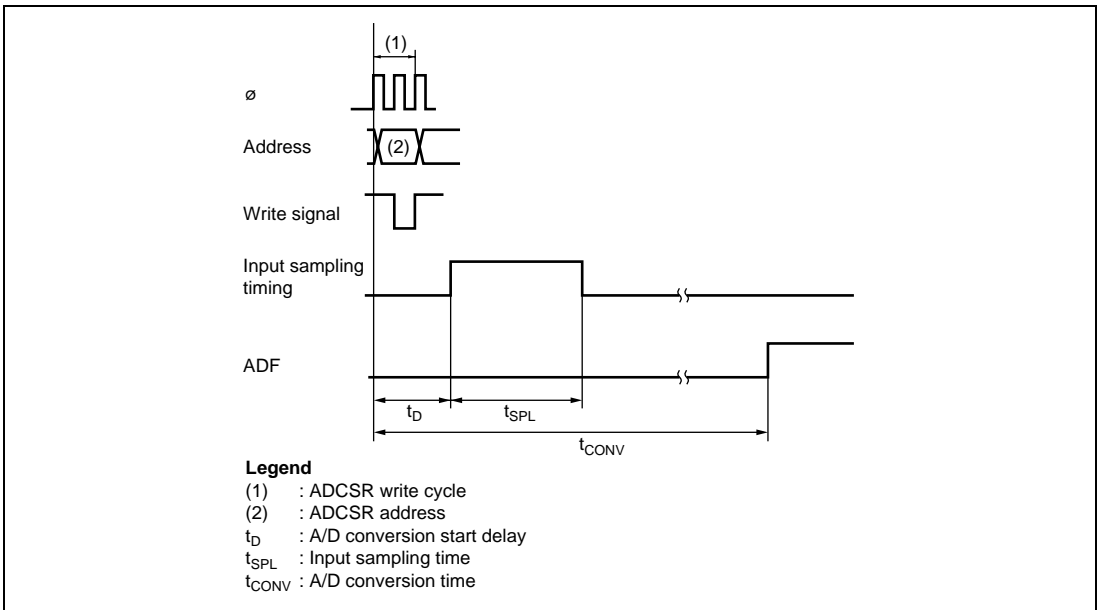 (1)
ø
Address
(2)
Write signal
Input sampling
timing
ADF
tD
tSPL
tCONV
Legend
(1) : ADCSR write cycle
(2) : ADCSR address
tD : A/D conversion start delay
tSPL : Input sampling time
tCONV : A/D conversion time